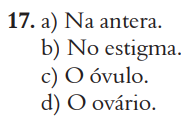 17. a) Na antera.
b) No estigma.
c) O óvulo.
d) O ovário.